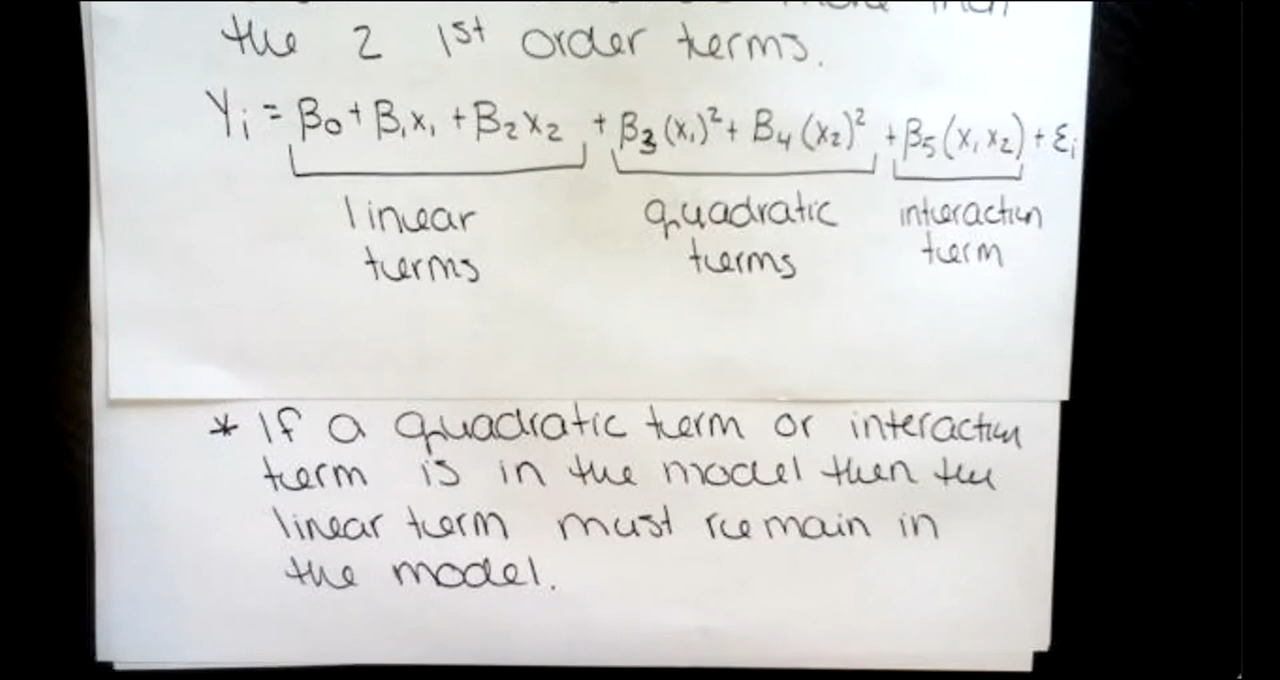 the 2 1st order terms.
Yi = β0 + β1x1 + β2x2 + β3(x1)² + β4(x2)² + β5(x1x2) + εi
linear terms
quadratic terms
interaction term
* If a quadratic term or interaction
term is in the model then the
linear term must remain in
the model.